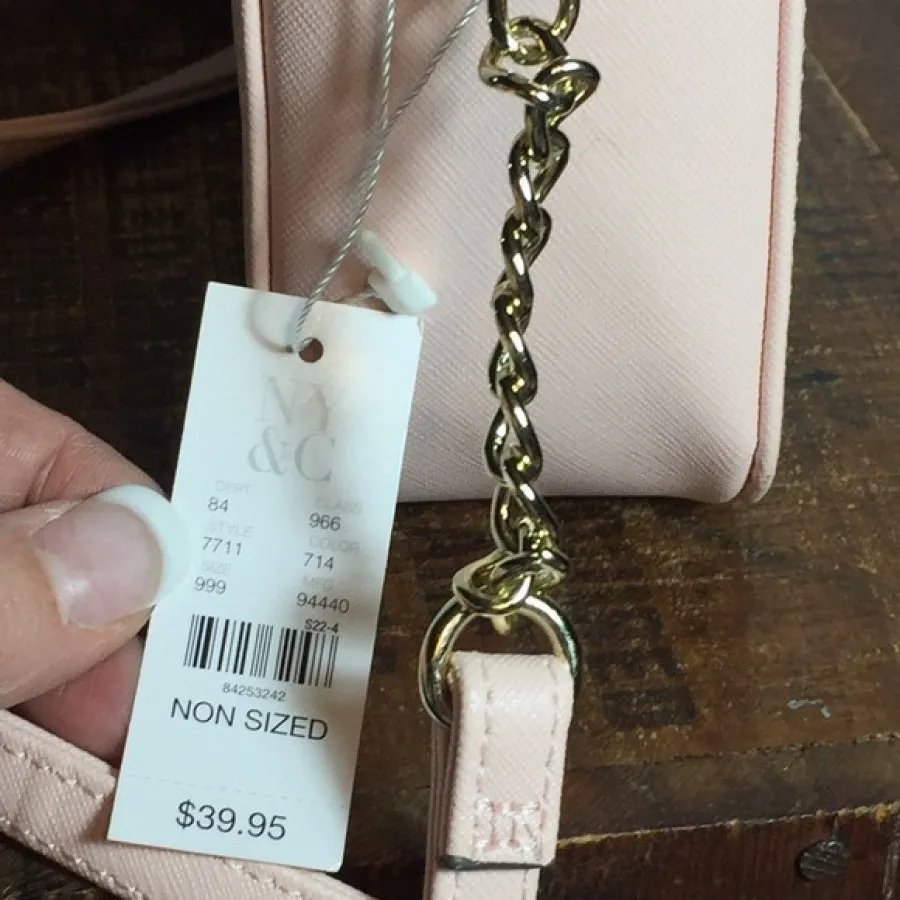 NY
&C
DEPT CLASS
84 966
STYLE COLOR
7711 714
SIZE MFG
999 94440
S22-4
84253242
NON SIZED
$39.95